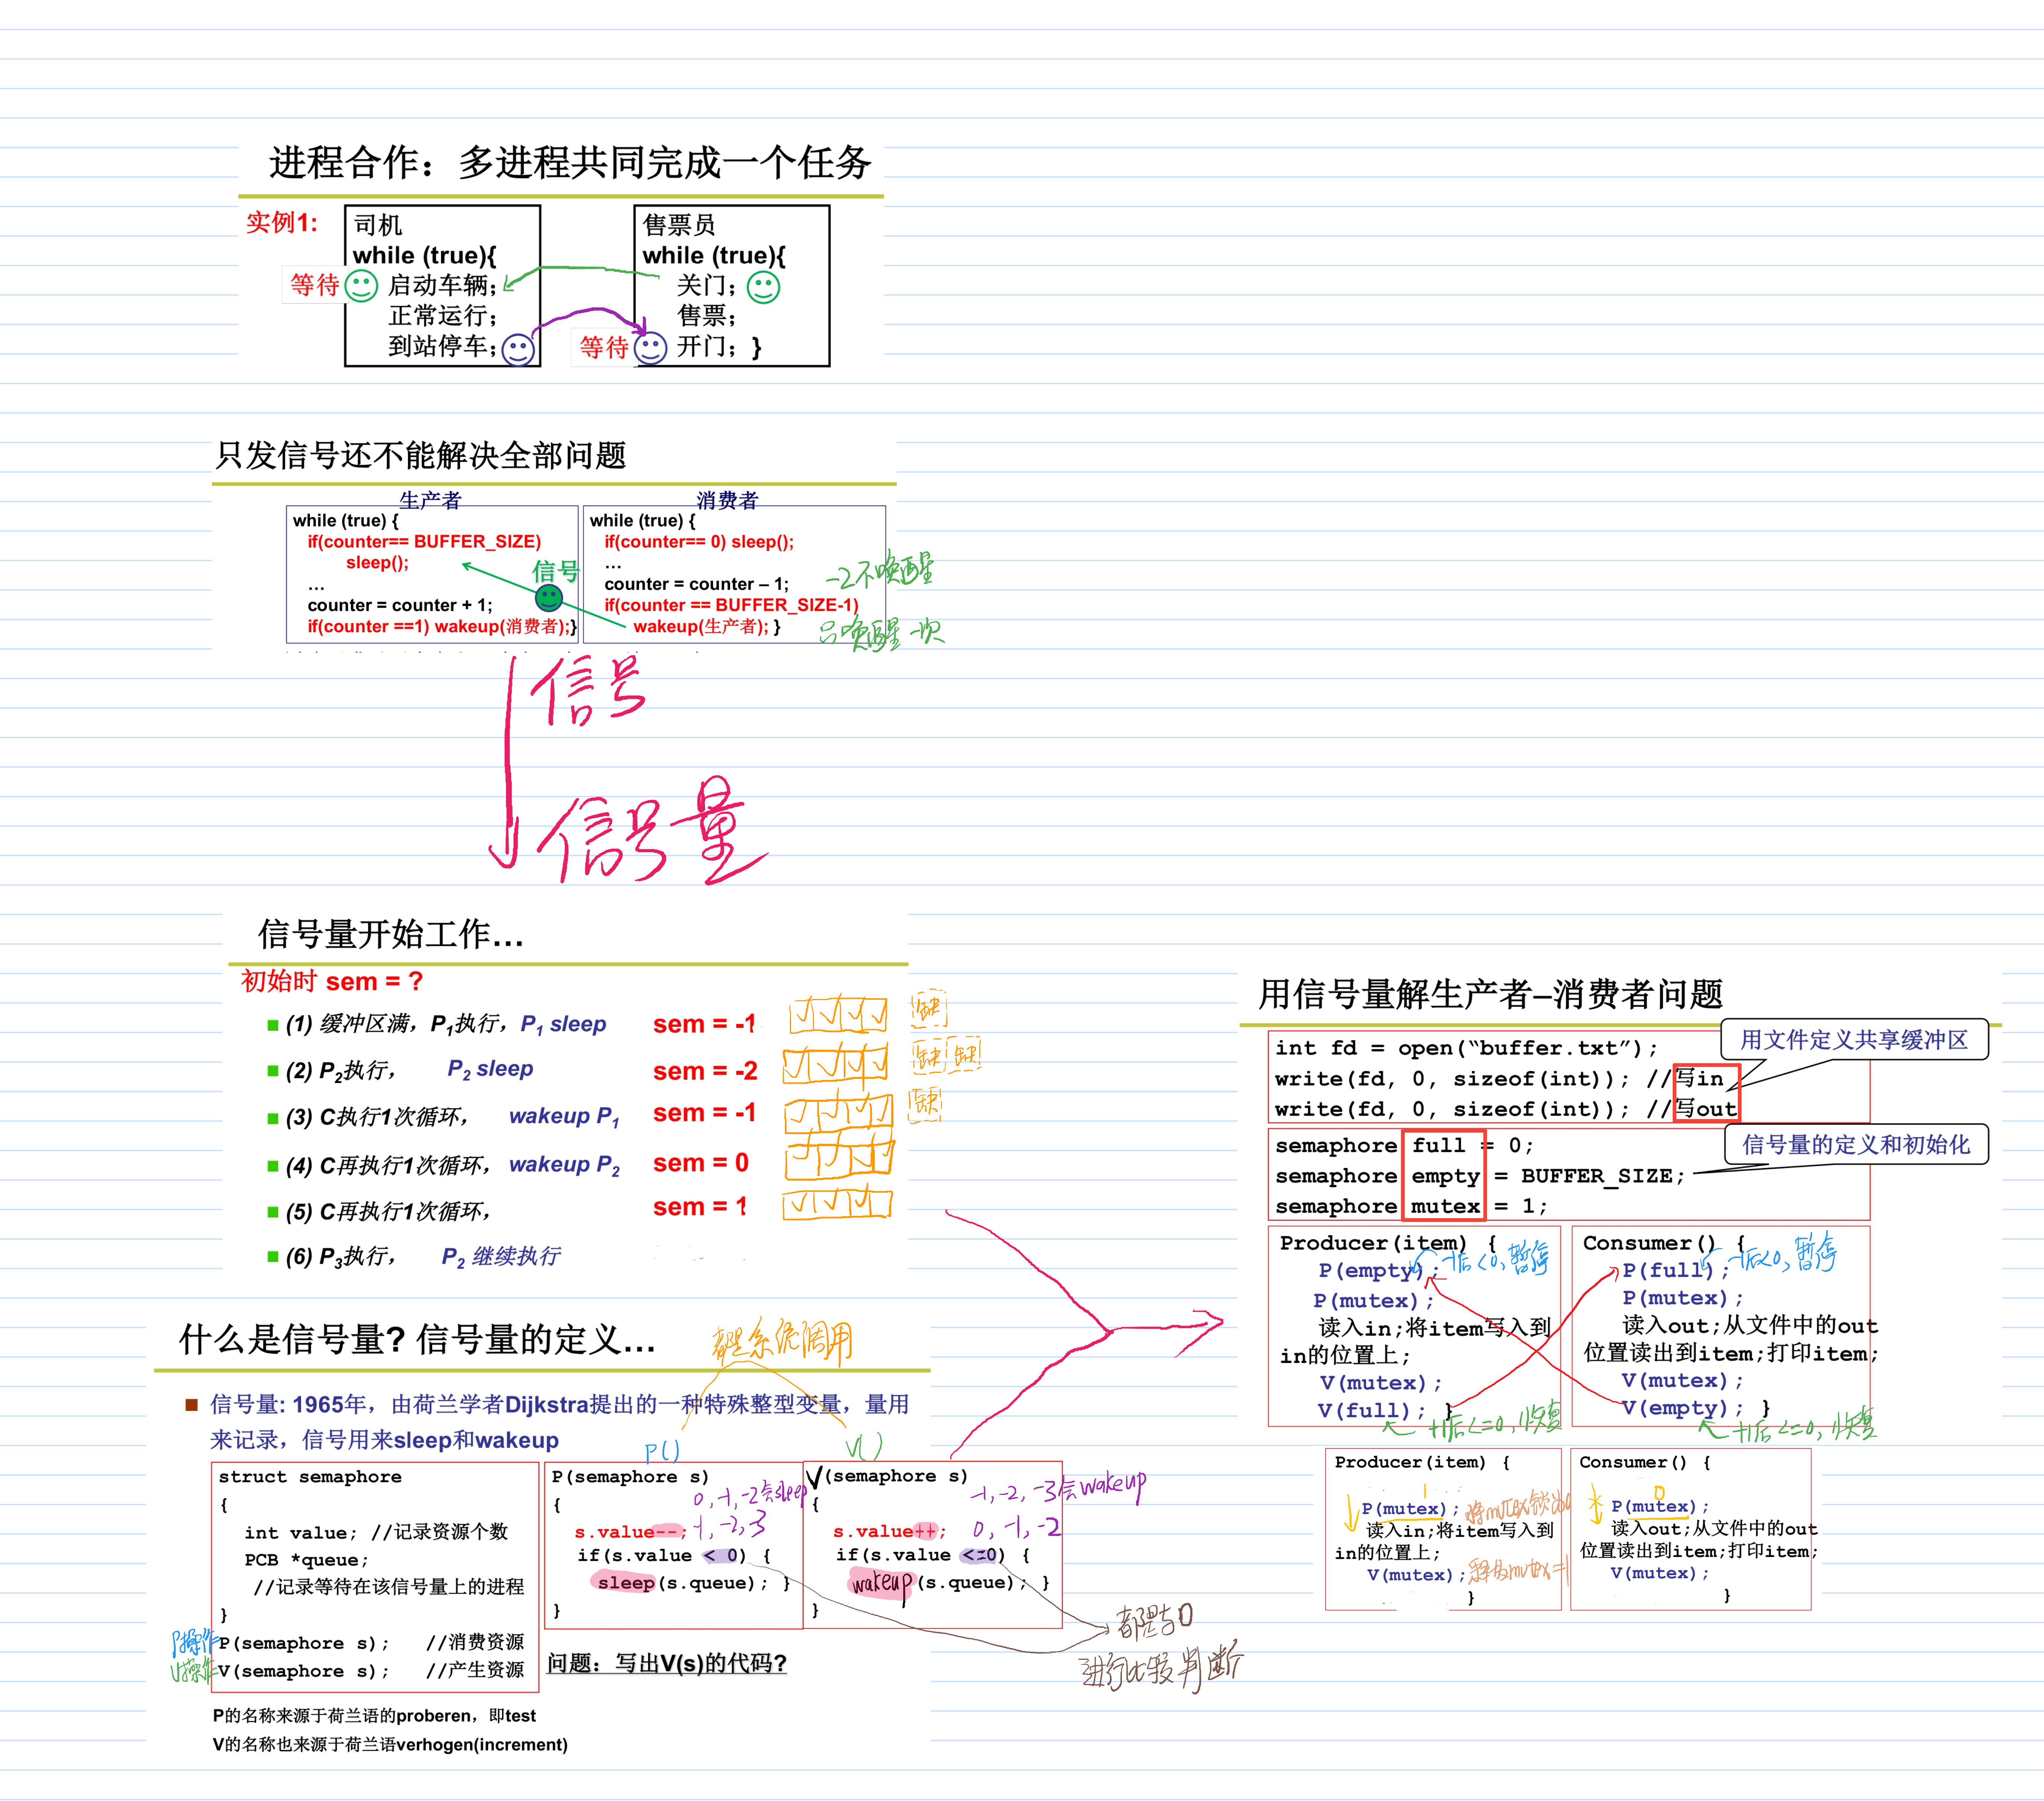 进程合作：多进程共同完成一个任务
实例1:
司机
while (true){
等待 启动车辆;
正常运行;
到站停车;
售票员
while (true){
关门;
售票;
等待 开门; }
只发信号还不能解决全部问题
生产者
while (true) {
if(counter== BUFFER_SIZE)
sleep();
...
counter = counter + 1;
if(counter ==1) wakeup(消费者);}
信号
消费者
while (true) {
if(counter== 0) sleep();
...
counter = counter – 1;
if(counter == BUFFER_SIZE-1)
wakeup(生产者); }
-2不唤醒
只唤醒一次
信号
信号量
信号量开始工作...
初始时 sem = ?
(1) 缓冲区满，P1执行，P1 sleep sem = -1 缺
(2) P2执行， P2 sleep sem = -2 缺 缺
(3) C执行1次循环， wakeup P1 sem = -1 缺
(4) C再执行1次循环，wakeup P2 sem = 0
(5) C再执行1次循环， sem = 1
(6) P3执行， P2 继续执行
什么是信号量? 信号量的定义...
都是系统调用
信号量: 1965年，由荷兰学者Dijkstra提出的一种特殊整型变量，量用
来记录，信号用来sleep和wakeup
P() V()
struct semaphore
{
int value; //记录资源个数
PCB *queue;
//记录等待在该信号量上的进程
}
P操作 P(semaphore s); //消费资源
V操作 V(semaphore s); //产生资源
P(semaphore s)
{ 0,-1,-2会sleep
s.value--; -1,-2,-3
if(s.value < 0) {
sleep(s.queue); }
}
V(semaphore s)
{ -1,-2,-3会wakeup
s.value++; 0,-1,-2
if(s.value <=0) {
wakeup(s.queue); }
}
都是与0
进行比较判断
问题：写出V(s)的代码?
P的名称来源于荷兰语的proberen，即test
V的名称也来源于荷兰语verhogen(increment)
用信号量解生产者–消费者问题
用文件定义共享缓冲区
int fd = open(“buffer.txt”);
write(fd, 0, sizeof(int)); //写in
write(fd, 0, sizeof(int)); //写out
信号量的定义和初始化
semaphore full = 0;
semaphore empty = BUFFER_SIZE;
semaphore mutex = 1;
Producer(item) {
P(empty); -1后<0,暂停
P(mutex);
读入in;将item写入到
in的位置上;
V(mutex);
V(full); }
+1后<=0,恢复
Consumer() {
P(full); -1后<0,暂停
P(mutex);
读入out;从文件中的out
位置读出到item;打印item;
V(mutex);
V(empty); }
+1后<=0,恢复
Producer(item) {
1
P(mutex); 将mutex锁为0
读入in;将item写入到
in的位置上;
V(mutex); 释放mutex=1
}
Consumer() {
0
P(mutex);
读入out;从文件中的out
位置读出到item;打印item;
V(mutex);
}